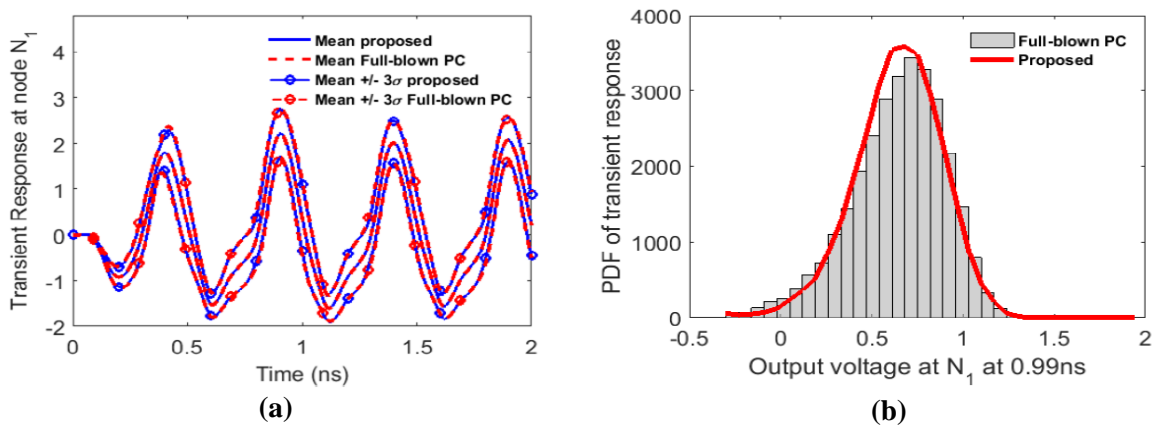 4
3
2
1
0
-1
-2
0
0.5
1
1.5
2
Transient Response at node N1
Time (ns)
Mean proposed
Mean Full-blown PC
Mean +/- 3σ proposed
Mean +/- 3σ Full-blown PC
(a)
4000
3000
2000
1000
0
-0.5
0
0.5
1
1.5
2
PDF of transient response
Output voltage at N1 at 0.99ns
Full-blown PC
Proposed
(b)